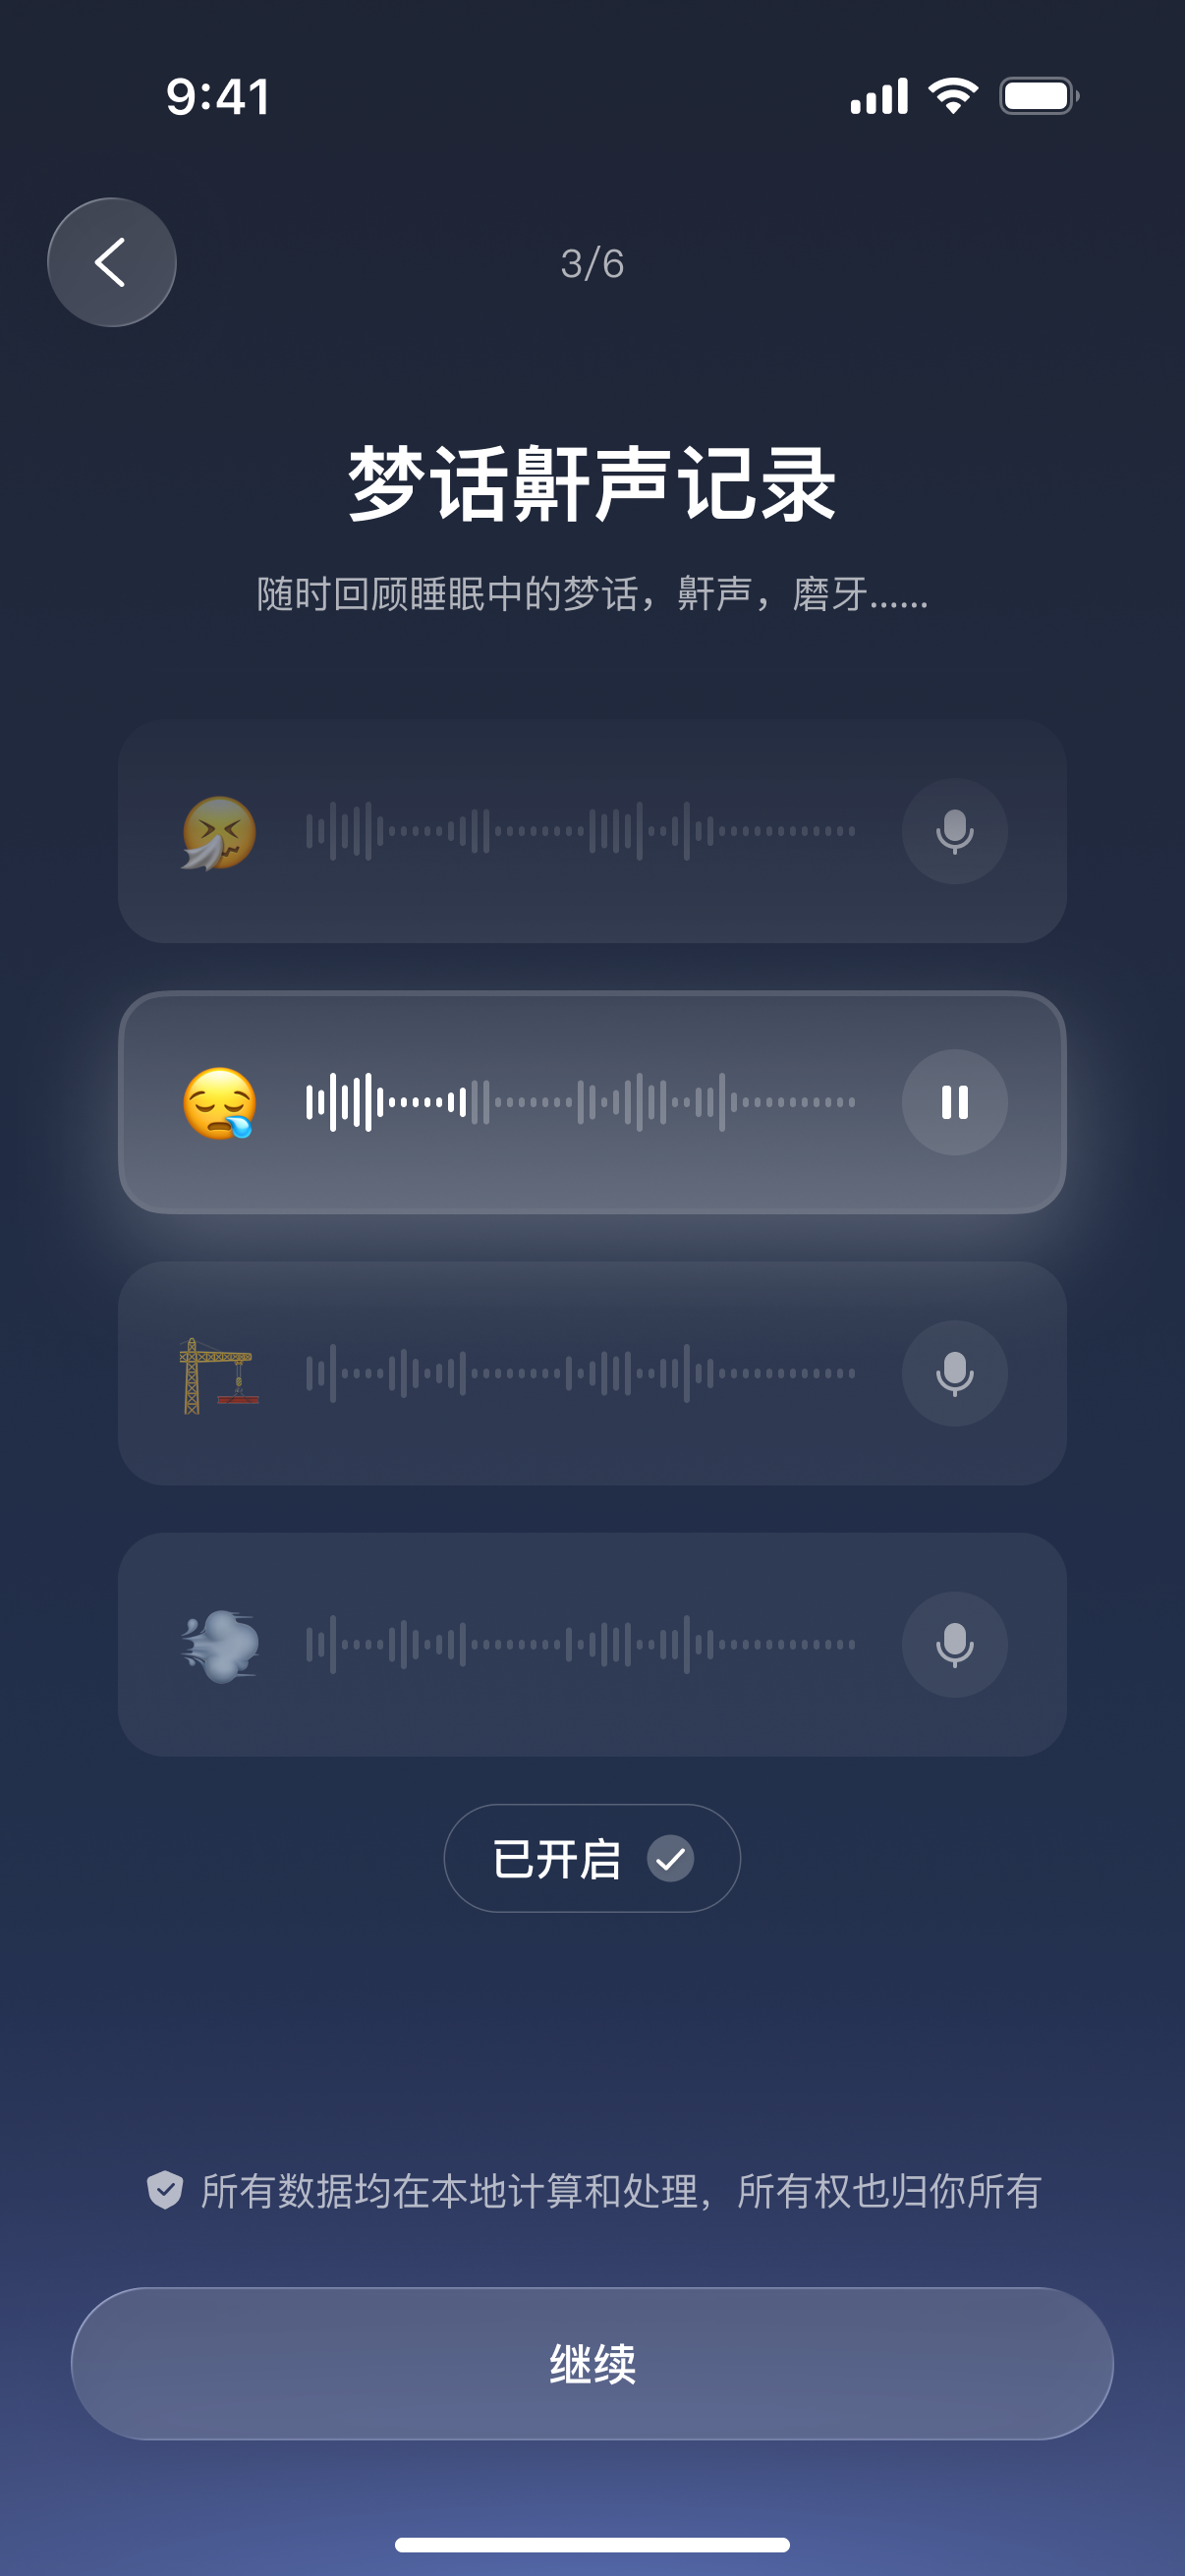 9:41
3/6
梦话鼾声记录
随时回顾睡眠中的梦话，鼾声，磨牙......
已开启
所有数据均在本地计算和处理，所有权也归你所有
继续